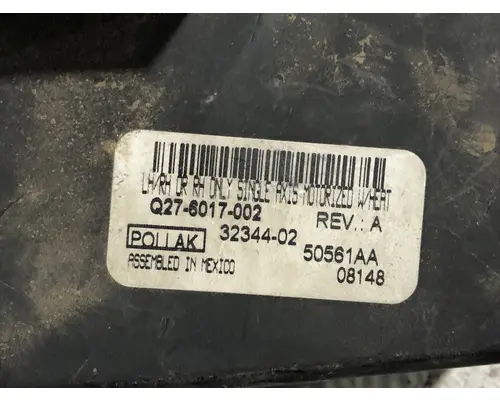 LH/RH OR RH ONLY SINGLE AXIS MOTORIZED W/HEAT
Q27-6017-002
REV.: A
POLLAK 32344-02
50561AA
ASSEMBLED IN MEXICO
08148